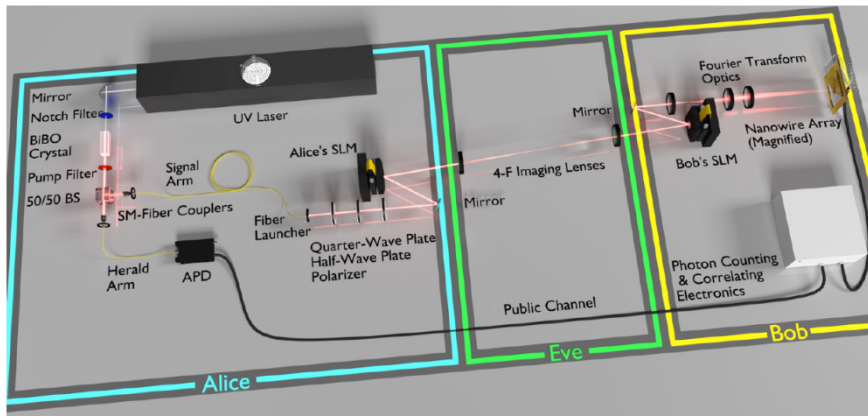 Mirror
Notch Filter
BiBO
Crystal
Pump Filter
50/50 BS
SM-Fiber Couplers
Herald
Arm
APD
Signal
Arm
UV Laser
Alice's SLM
Fiber
Launcher
Quarter-Wave Plate
Half-Wave Plate
Polarizer
Mirror
4-F Imaging Lenses
Mirror
Fourier Transform
Optics
Bob's SLM
Nanowire Array
(Magnified)
Photon Counting
& Correlating
Electronics
Public Channel
Alice
Eve
Bob